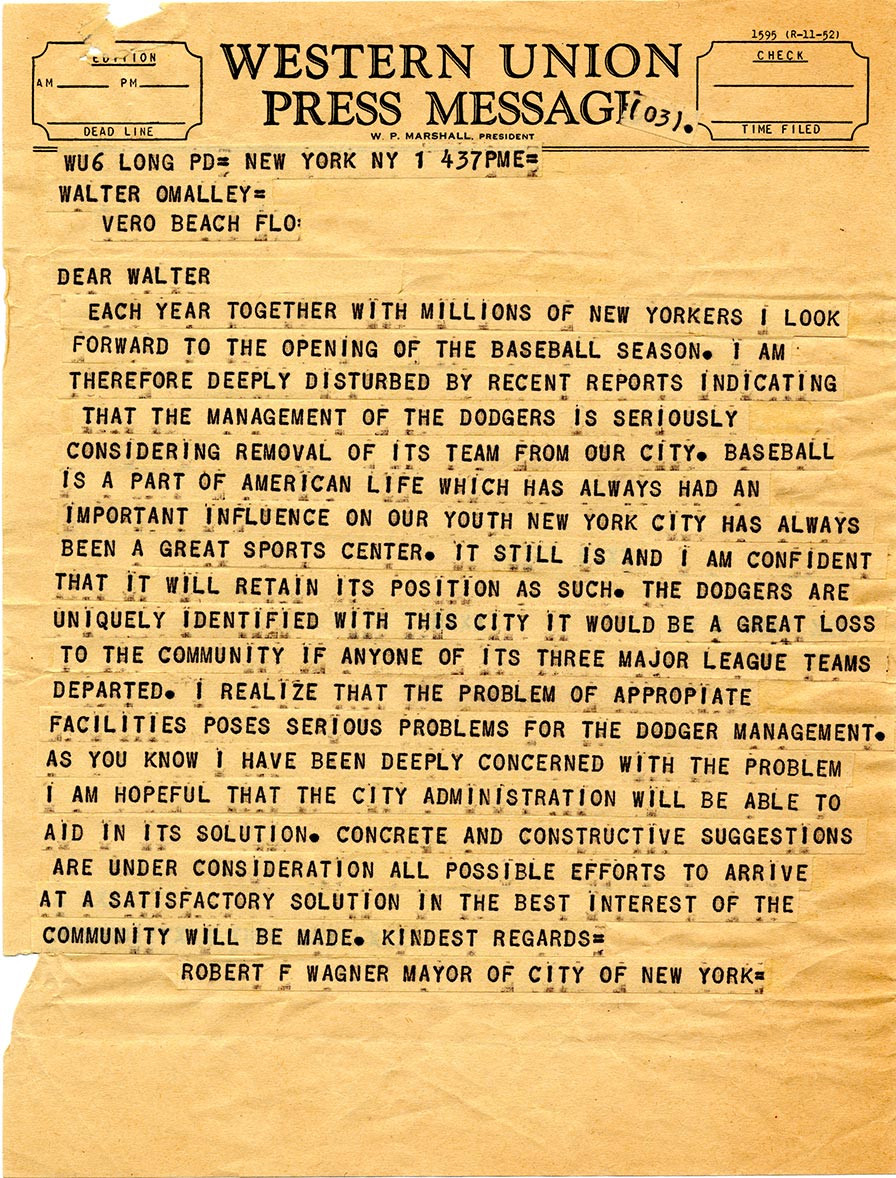 1595 (R-11-52)
EDITION
AM PM
DEAD LINE
WESTERN UNION
PRESS MESSAGE
W. P. MARSHALL, PRESIDENT
(03).
CHECK
TIME FILED
WU6 LONG PD= NEW YORK NY 1 437PME=
WALTER OMALLEY=
VERO BEACH FLO:
DEAR WALTER
EACH YEAR TOGETHER WITH MILLIONS OF NEW YORKERS I LOOK
FORWARD TO THE OPENING OF THE BASEBALL SEASON. I AM
THEREFORE DEEPLY DISTURBED BY RECENT REPORTS INDICATING
THAT THE MANAGEMENT OF THE DODGERS IS SERIOUSLY
CONSIDERING REMOVAL OF ITS TEAM FROM OUR CITY. BASEBALL
IS A PART OF AMERICAN LIFE WHICH HAS ALWAYS HAD AN
IMPORTANT INFLUENCE ON OUR YOUTH NEW YORK CITY HAS ALWAYS
BEEN A GREAT SPORTS CENTER. IT STILL IS AND I AM CONFIDENT
THAT IT WILL RETAIN ITS POSITION AS SUCH. THE DODGERS ARE
UNIQUELY IDENTIFIED WITH THIS CITY IT WOULD BE A GREAT LOSS
TO THE COMMUNITY IF ANYONE OF ITS THREE MAJOR LEAGUE TEAMS
DEPARTED. I REALIZE THAT THE PROBLEM OF APPROPIATE
FACILITIES POSES SERIOUS PROBLEMS FOR THE DODGER MANAGEMENT.
AS YOU KNOW I HAVE BEEN DEEPLY CONCERNED WITH THE PROBLEM
I AM HOPEFUL THAT THE CITY ADMINISTRATION WILL BE ABLE TO
AID IN ITS SOLUTION. CONCRETE AND CONSTRUCTIVE SUGGESTIONS
ARE UNDER CONSIDERATION ALL POSSIBLE EFFORTS TO ARRIVE
AT A SATISFACTORY SOLUTION IN THE BEST INTEREST OF THE
COMMUNITY WILL BE MADE. KINDEST REGARDS=
ROBERT F WAGNER MAYOR OF CITY OF NEW YORK=